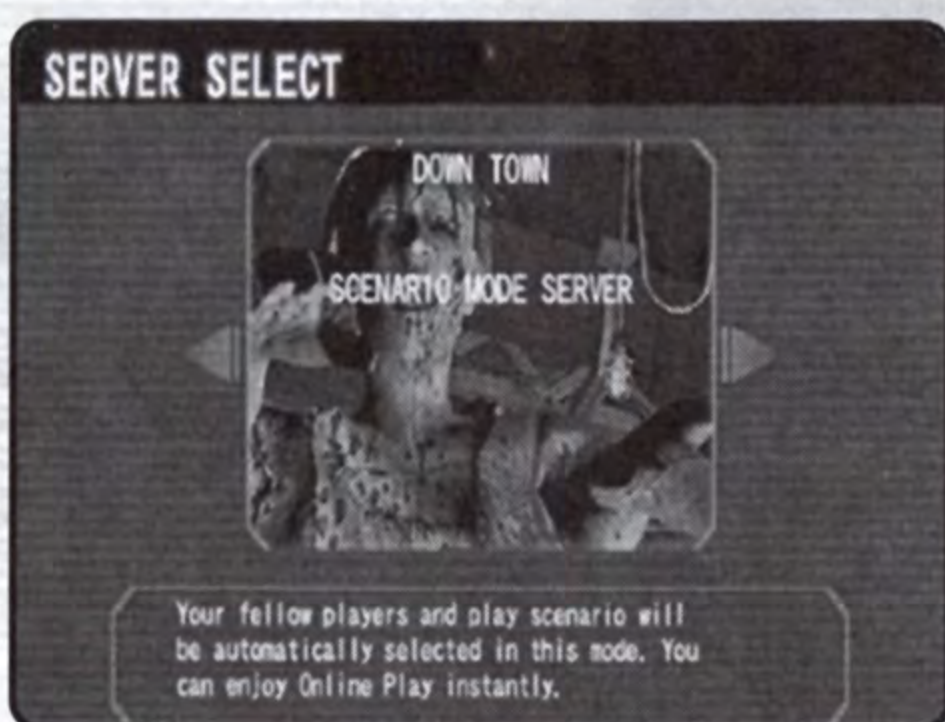 SERVER SELECT
DOWN TOWN
SCENARIO MODE SERVER
Your fellow players and play scenario will
be automatically selected in this mode. You
can enjoy Online Play instantly.